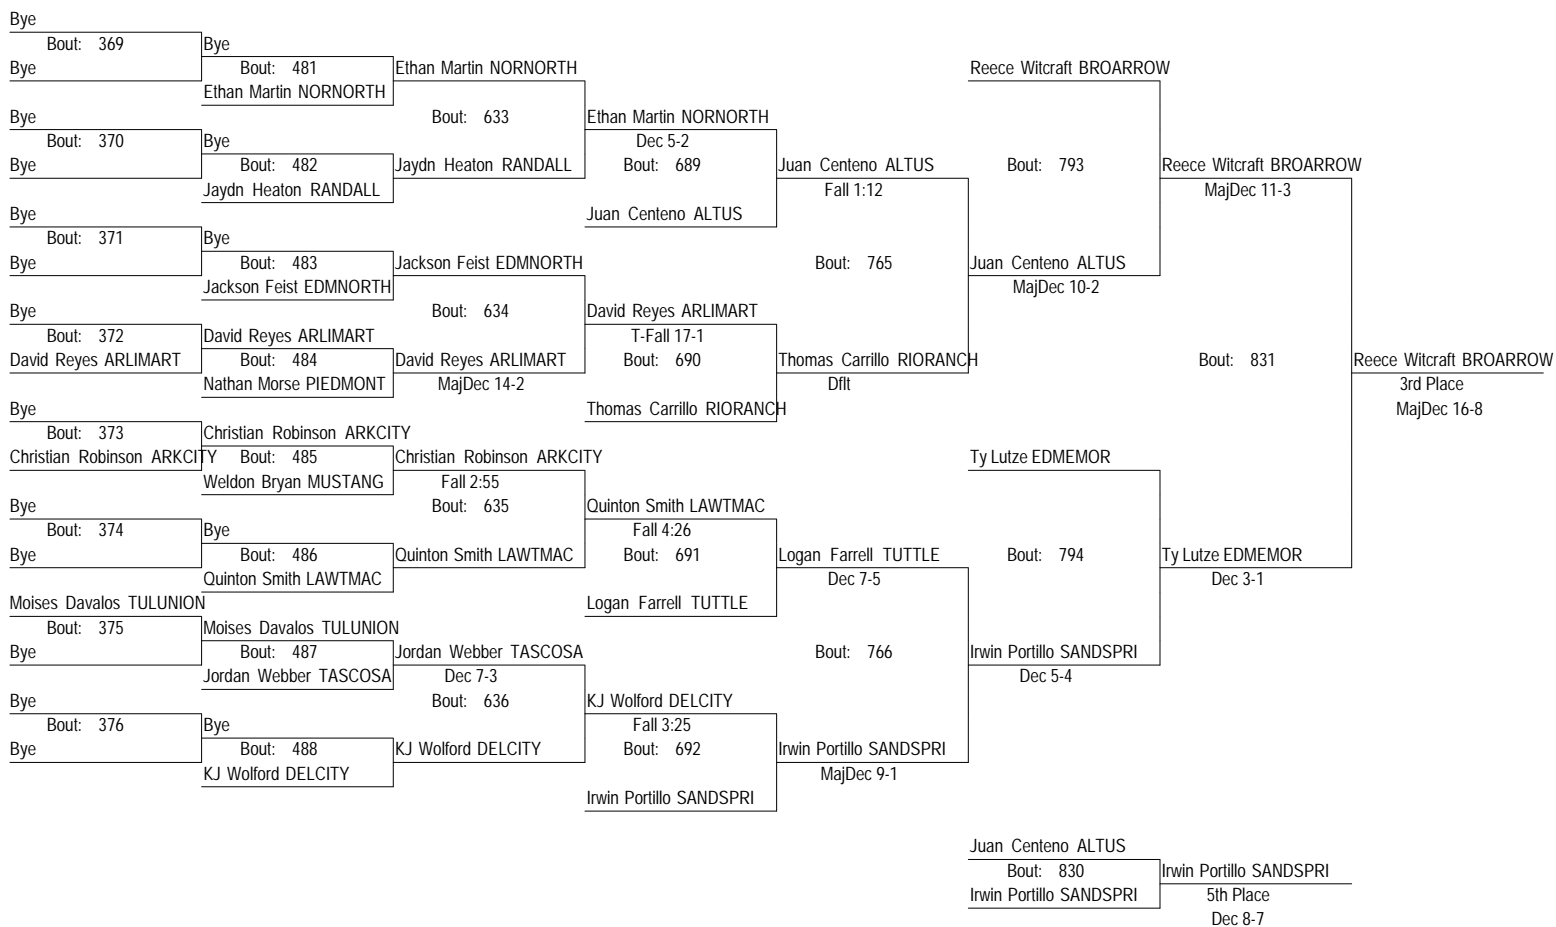 Bye
Bout: 369
Bye
Bye
Bout: 481
Ethan Martin NORNORTH
Ethan Martin NORNORTH
Bout: 633
Bye
Bout: 370
Bye
Bye
Bout: 482
Jaydn Heaton RANDALL
Jaydn Heaton RANDALL
Ethan Martin NORNORTH
Dec 5-2
Bout: 689
Juan Centeno ALTUS
Juan Centeno ALTUS
Fall 1:12
Bye
Bout: 371
Bye
Bye
Bout: 483
Jackson Feist EDMNORTH
Jackson Feist EDMNORTH
Bout: 634
Bye
Bout: 372
David Reyes ARLIMART
David Reyes ARLIMART
Bout: 484
Nathan Morse PIEDMONT
David Reyes ARLIMART
MajDec 14-2
David Reyes ARLIMART
T-Fall 17-1
Bout: 690
Thomas Carrillo RIORANCH
Thomas Carrillo RIORANCH
Dflt
Bout: 765
Juan Centeno ALTUS
MajDec 10-2
Reece Witcraft BROARROW
Bout: 793
Reece Witcraft BROARROW
MajDec 11-3
Bye
Bout: 373
Christian Robinson ARKCITY
Christian Robinson ARKCITY
Bout: 485
Weldon Bryan MUSTANG
Christian Robinson ARKCITY
Fall 2:55
Bout: 635
Bye
Bout: 374
Bye
Bye
Bout: 486
Quinton Smith LAWTMAC
Quinton Smith LAWTMAC
Quinton Smith LAWTMAC
Fall 4:26
Bout: 691
Logan Farrell TUTTLE
Logan Farrell TUTTLE
Dec 7-5
Moises Davalos TULUNION
Bout: 375
Bye
Moises Davalos TULUNION
Bout: 487
Jordan Webber TASCOSA
Jordan Webber TASCOSA
Dec 7-3
Bout: 636
Bye
Bout: 376
Bye
Bye
Bout: 488
KJ Wolford DELCITY
KJ Wolford DELCITY
KJ Wolford DELCITY
Fall 3:25
Bout: 692
Irwin Portillo SANDSPRI
Irwin Portillo SANDSPRI
MajDec 9-1
Bout: 766
Irwin Portillo SANDSPRI
Dec 5-4
Ty Lutze EDMEMOR
Bout: 794
Ty Lutze EDMEMOR
Dec 3-1
Bout: 831
Reece Witcraft BROARROW
3rd Place
MajDec 16-8
Juan Centeno ALTUS
Bout: 830
Irwin Portillo SANDSPRI
Irwin Portillo SANDSPRI
5th Place
Dec 8-7